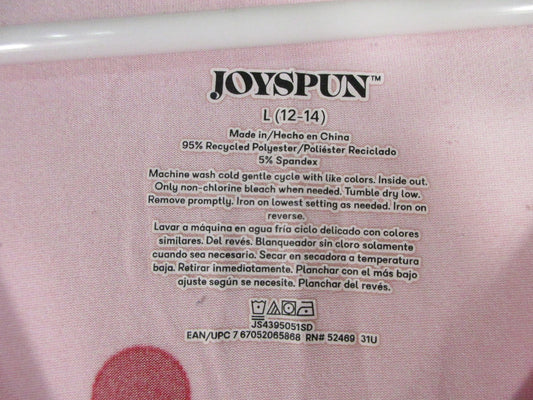 JOYSPUN™
L (12-14)
Made in/Hecho en China
95% Recycled Polyester/Poliéster Reciclado
5% Spandex
Machine wash cold gentle cycle with like colors. Inside out.
Only non-chlorine bleach when needed. Tumble dry low.
Remove promptly. Iron on lowest setting as needed. Iron on
reverse.
Lavar a máquina en agua fría ciclo delicado con colores
similares. Del revés. Blanqueador sin cloro solamente
cuando sea necesario. Secar en secadora a temperatura
baja. Retirar inmediatamente. Planchar con el más bajo
ajuste según se necesite. Planchar del revés.
JS4395051SD
EAN/UPC 7 67052065868 RN# 52469 31U